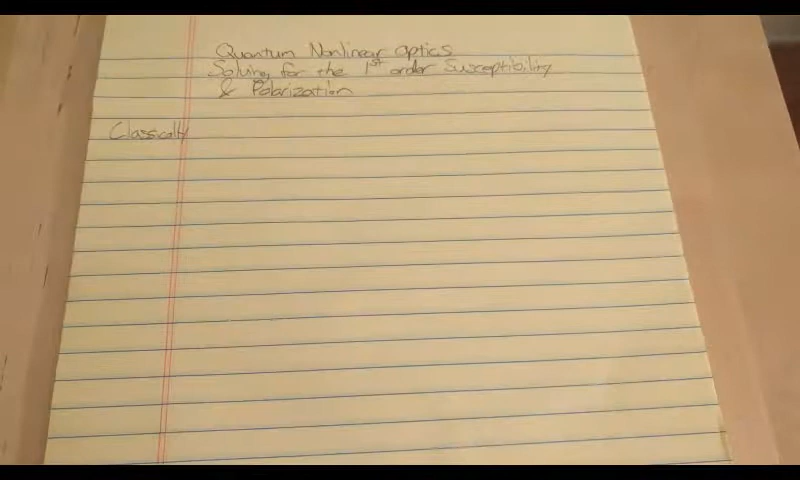 Quantum Nonlinear optics
Solving for the 1st order Susceptibility
& Polarization
Classically